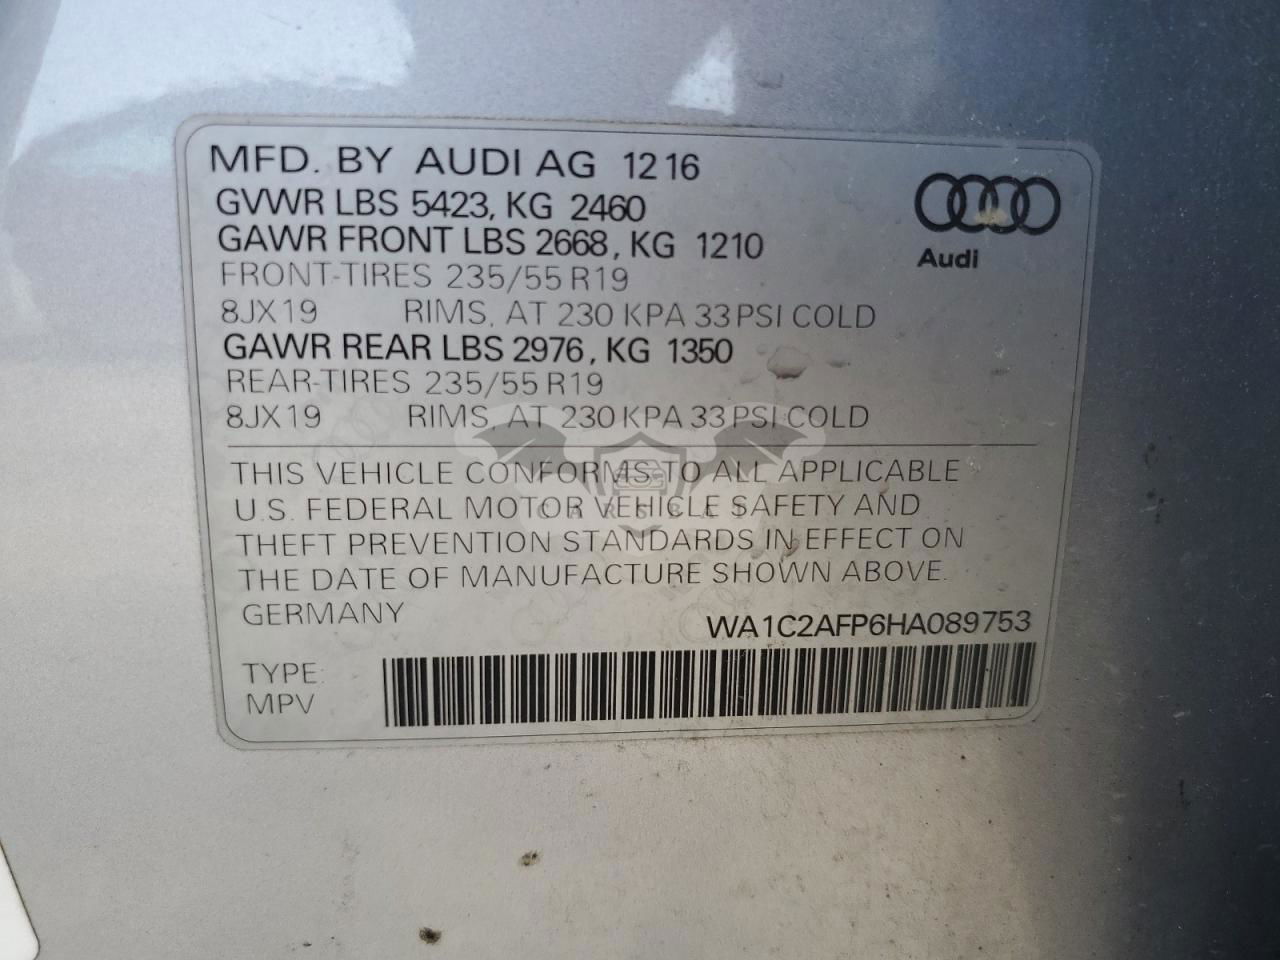 MFD. BY AUDI AG 12 16
GVWR LBS 5423, KG 2460
GAWR FRONT LBS 2668, KG 1210
FRONT-TIRES 235/55 R19
8JX19 RIMS, AT 230 KPA 33 PSI COLD
GAWR REAR LBS 2976, KG 1350
REAR-TIRES 235/55 R19
8JX19 RIMS, AT 230 KPA 33 PSI COLD
Audi
THIS VEHICLE CONFORMS TO ALL APPLICABLE
U.S. FEDERAL MOTOR VEHICLE SAFETY AND
THEFT PREVENTION STANDARDS IN EFFECT ON
THE DATE OF MANUFACTURE SHOWN ABOVE.
GERMANY
WA1C2AFP6HA089753
TYPE:
MPV